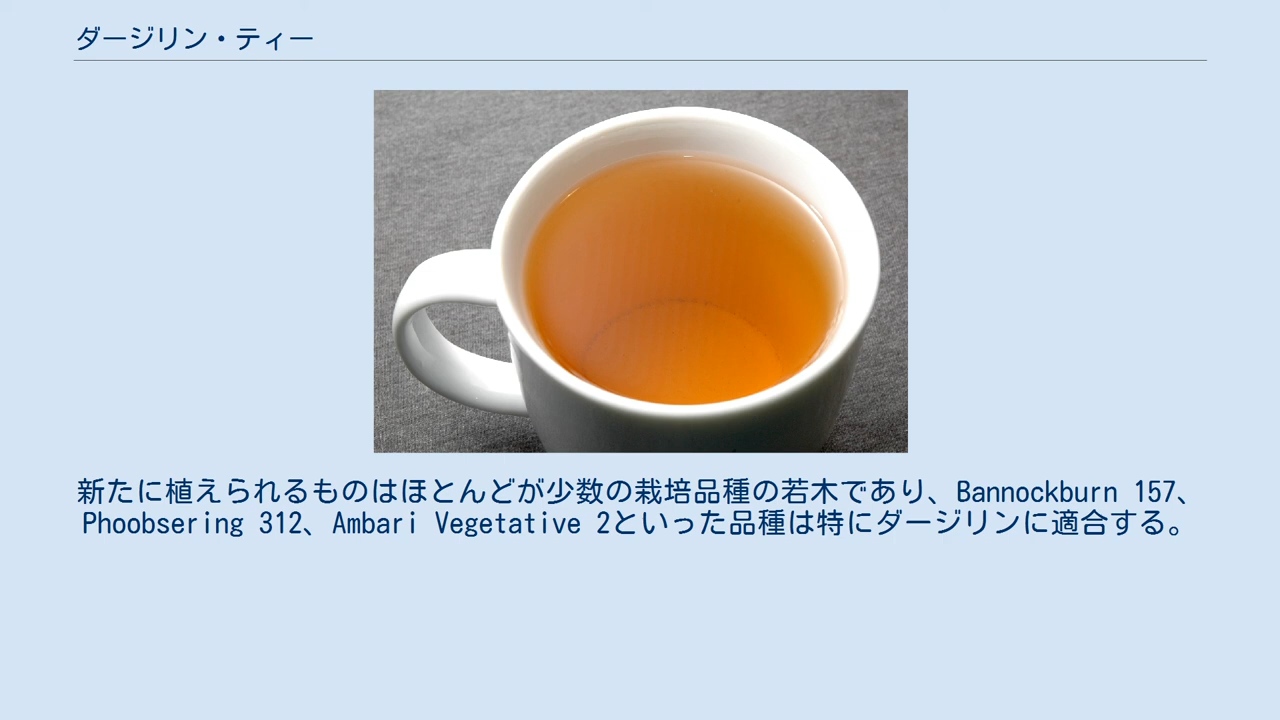 ダージリン・ティー
新たに植えられるものはほとんどが少数の栽培品種の若木であり、Bannockburn 157、
Phoobsering 312、Ambari Vegetative 2といった品種は特にダージリンに適合する。